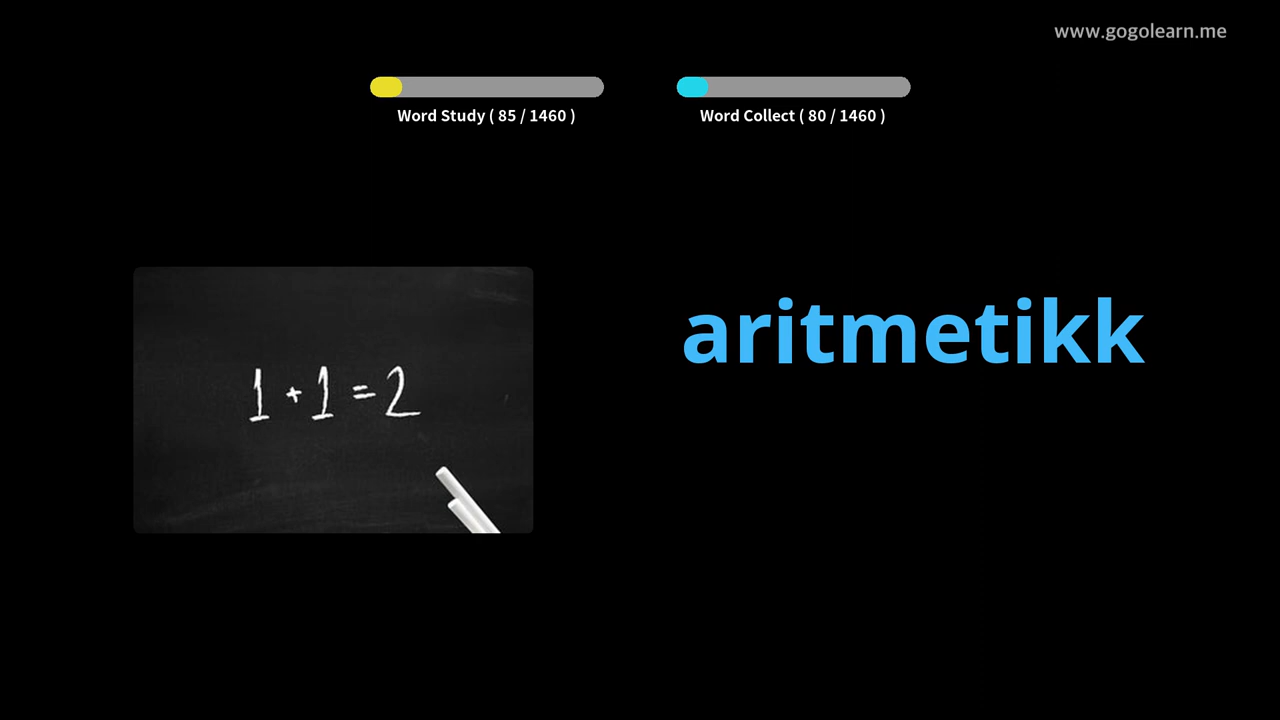 www.gogolearn.me
Word Study ( 85 / 1460 )
Word Collect ( 80 / 1460 )
aritmetikk
1 + 1 = 2